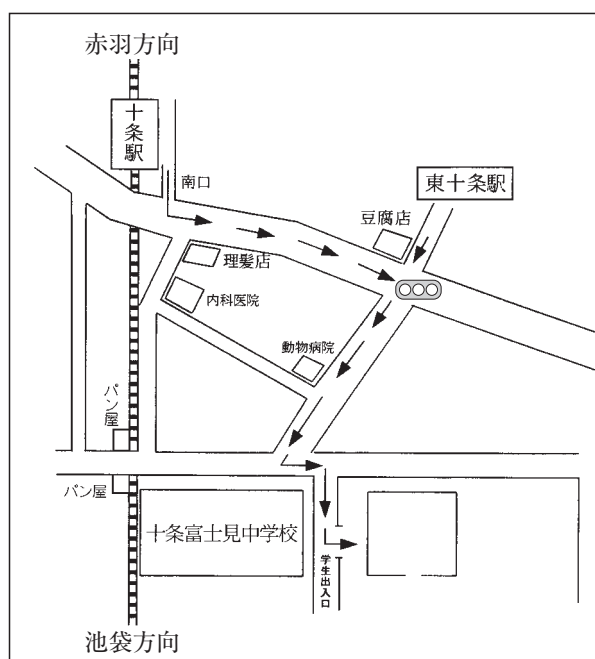 赤羽方向
十条駅
南口
東十条駅
豆腐店
理髪店
内科医院
動物病院
パン屋
パン屋
十条富士見中学校
学生出入口
池袋方向